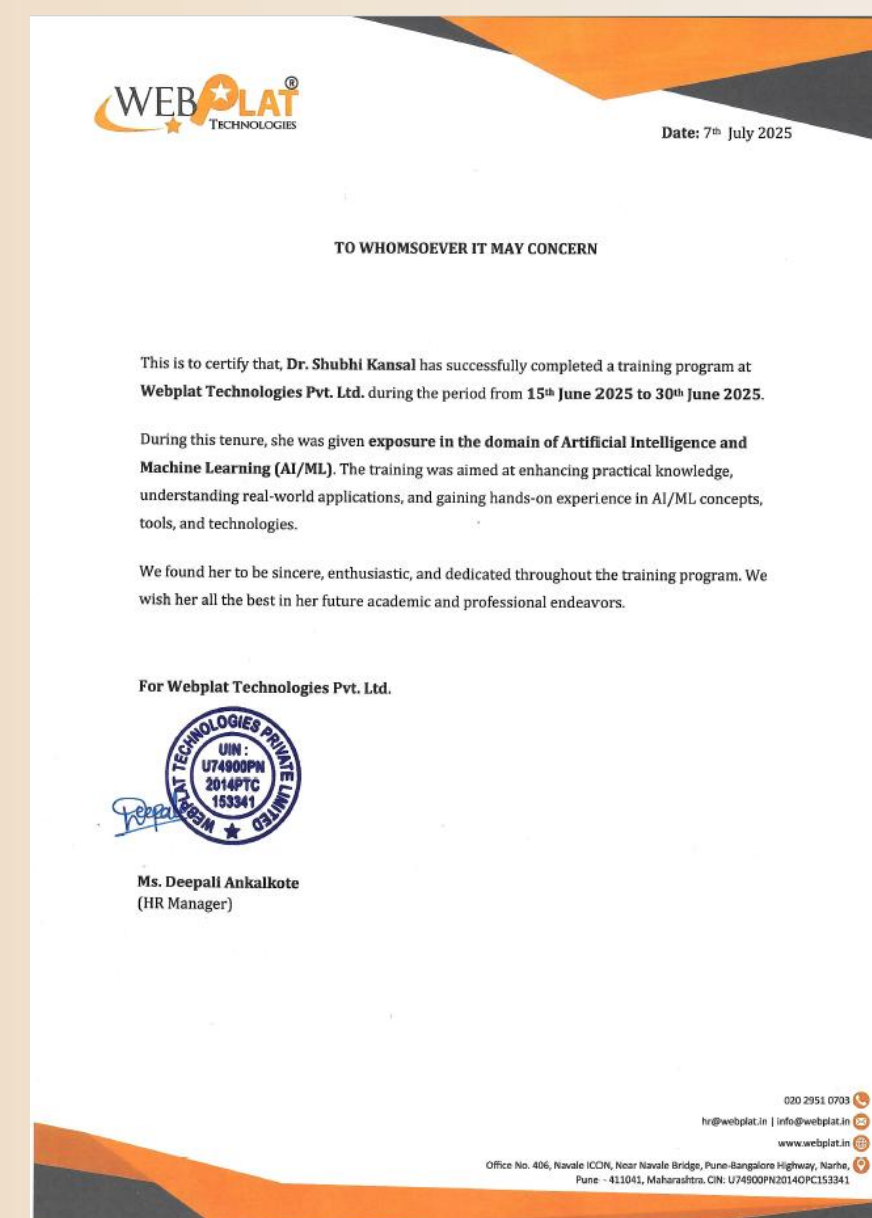 WEBPLAT ®
TECHNOLOGIES
Date: 7th July 2025
TO WHOMSOEVER IT MAY CONCERN
This is to certify that, Dr. Shubhi Kansal has successfully completed a training program at
Webplat Technologies Pvt. Ltd. during the period from 15th June 2025 to 30th June 2025.
During this tenure, she was given exposure in the domain of Artificial Intelligence and
Machine Learning (AI/ML). The training was aimed at enhancing practical knowledge,
understanding real-world applications, and gaining hands-on experience in AI/ML concepts,
tools, and technologies.
We found her to be sincere, enthusiastic, and dedicated throughout the training program. We
wish her all the best in her future academic and professional endeavors.
For Webplat Technologies Pvt. Ltd.
WEBPLAT TECHNOLOGIES PRIVATE LIMITED
UIN :
U74900PN
2014PTC
153341
Deepali
Ms. Deepali Ankalkote
(HR Manager)
020 2951 0703
hr@webplat.in | info@webplat.in
www.webplat.in
Office No. 406, Navale ICON, Near Navale Bridge, Pune-Bangalore Highway, Narhe,
Pune - 411041, Maharashtra. CIN: U74900PN2014OPC153341